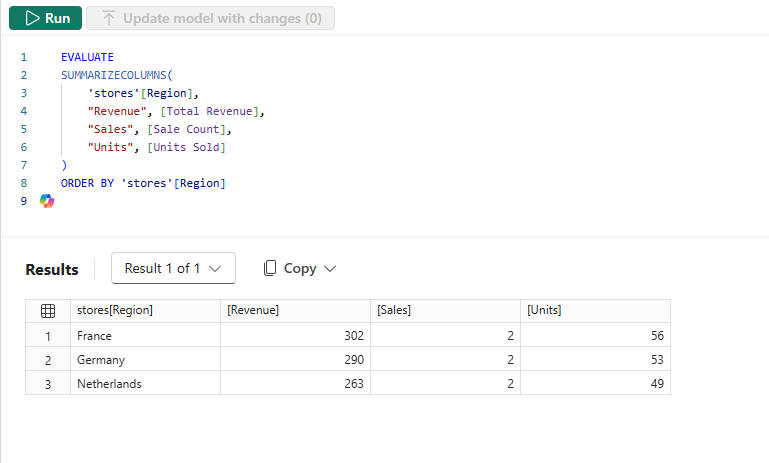 Run
Update model with changes (0)
1 EVALUATE
2 SUMMARIZECOLUMNS(
3 'stores'[Region],
4 "Revenue", [Total Revenue],
5 "Sales", [Sale Count],
6 "Units", [Units Sold]
7 )
8 ORDER BY 'stores'[Region]
9
Results
Result 1 of 1
Copy
stores[Region] [Revenue] [Sales] [Units]
1 France 302 2 56
2 Germany 290 2 53
3 Netherlands 263 2 49